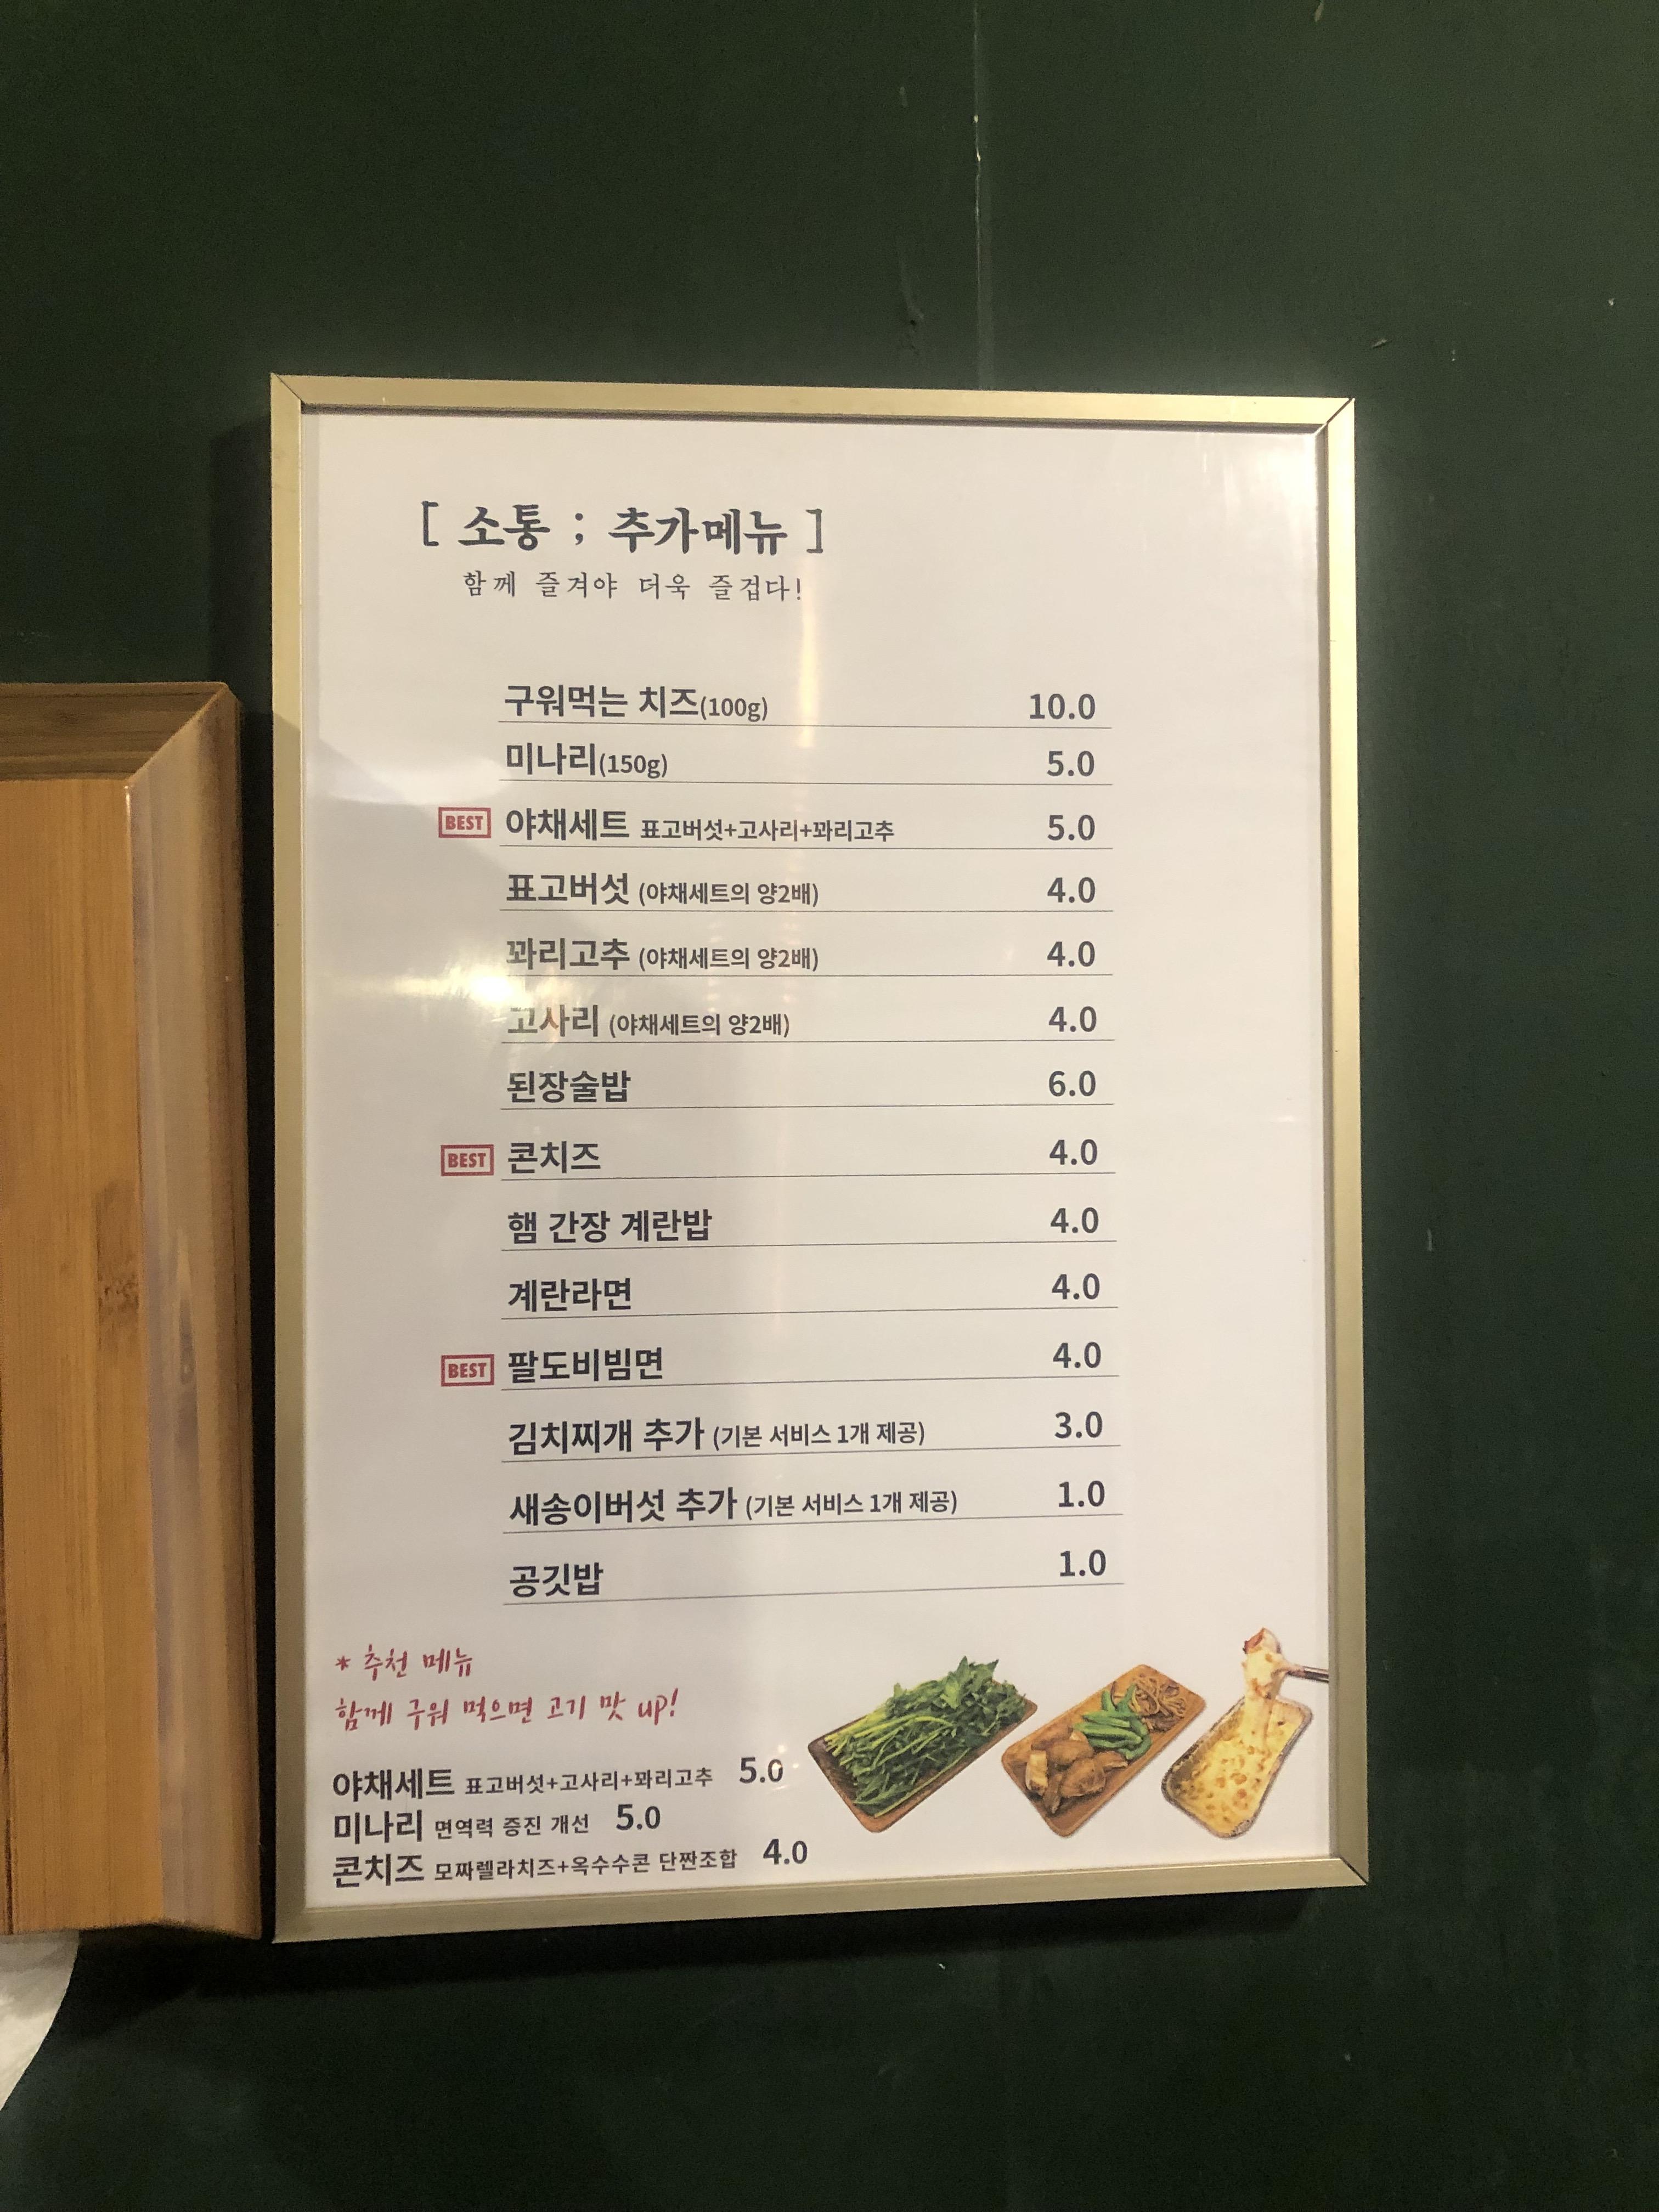 [ 소통 ; 추가메뉴 ]
함께 즐겨야 더욱 즐겁다!
구워먹는 치즈(100g) 10.0
미나리(150g) 5.0
BEST 야채세트 표고버섯+고사리+꽈리고추 5.0
표고버섯 (야채세트의 양2배) 4.0
꽈리고추 (야채세트의 양2배) 4.0
고사리 (야채세트의 양2배) 4.0
된장술밥 6.0
BEST 콘치즈 4.0
햄 간장 계란밥 4.0
계란라면 4.0
BEST 팔도비빔면 4.0
김치찌개 추가 (기본 서비스 1개 제공) 3.0
새송이버섯 추가 (기본 서비스 1개 제공) 1.0
공깃밥 1.0
* 추천 메뉴
함께 구워 먹으면 고기 맛 up!
야채세트 표고버섯+고사리+꽈리고추 5.0
미나리 면역력 증진 개선 5.0
콘치즈 모짜렐라치즈+옥수수콘 단짠조합 4.0